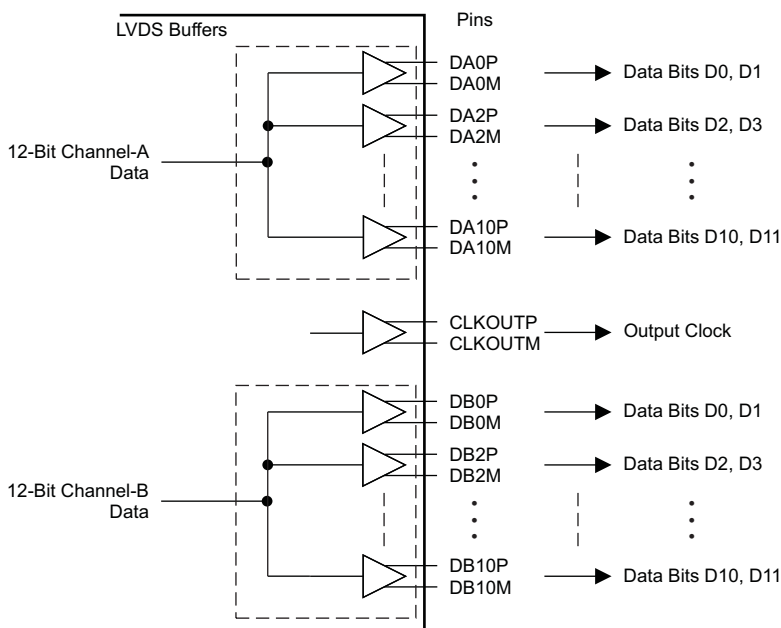 LVDS Buffers
Pins
DA0P
DA0M
Data Bits D0, D1
DA2P
DA2M
Data Bits D2, D3
12-Bit Channel-A
Data
DA10P
DA10M
Data Bits D10, D11
CLKOUTP
CLKOUTM
Output Clock
DB0P
DB0M
Data Bits D0, D1
DB2P
DB2M
Data Bits D2, D3
12-Bit Channel-B
Data
DB10P
DB10M
Data Bits D10, D11